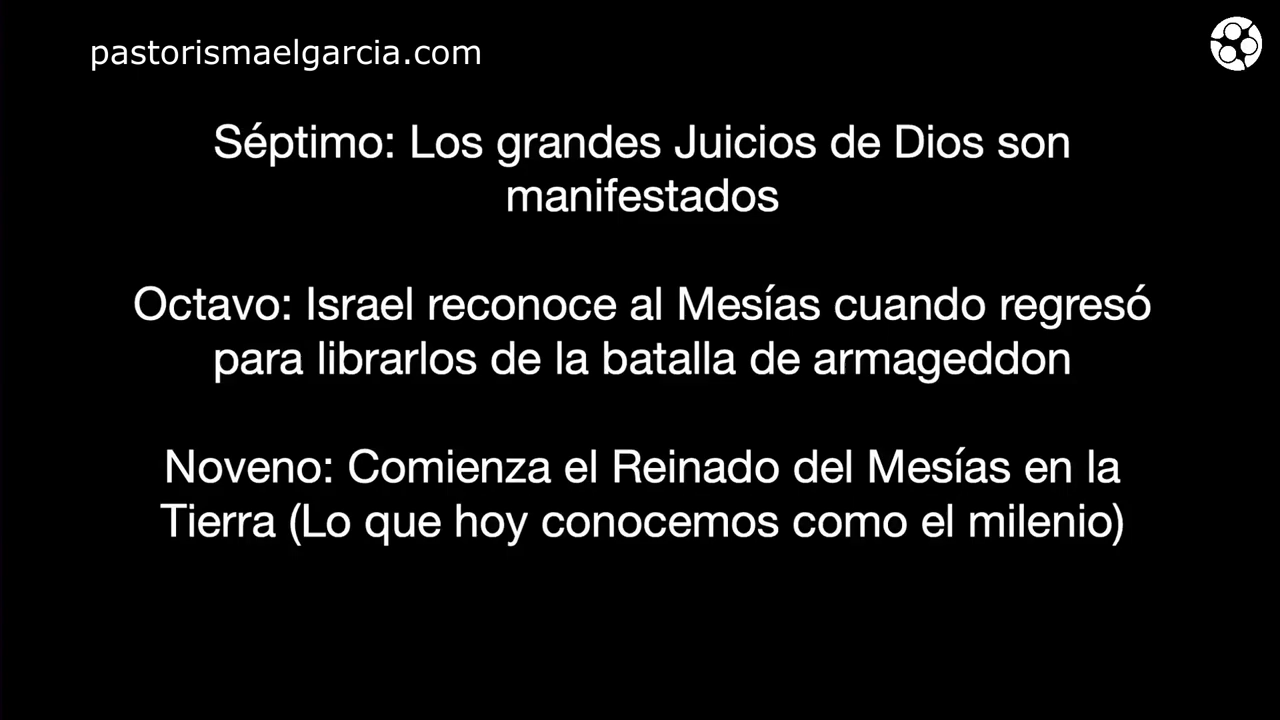 pastorismaelgarcia.com
Séptimo: Los grandes Juicios de Dios son
manifestados
Octavo: Israel reconoce al Mesías cuando regresó
para librarlos de la batalla de armageddon
Noveno: Comienza el Reinado del Mesías en la
Tierra (Lo que hoy conocemos como el milenio)